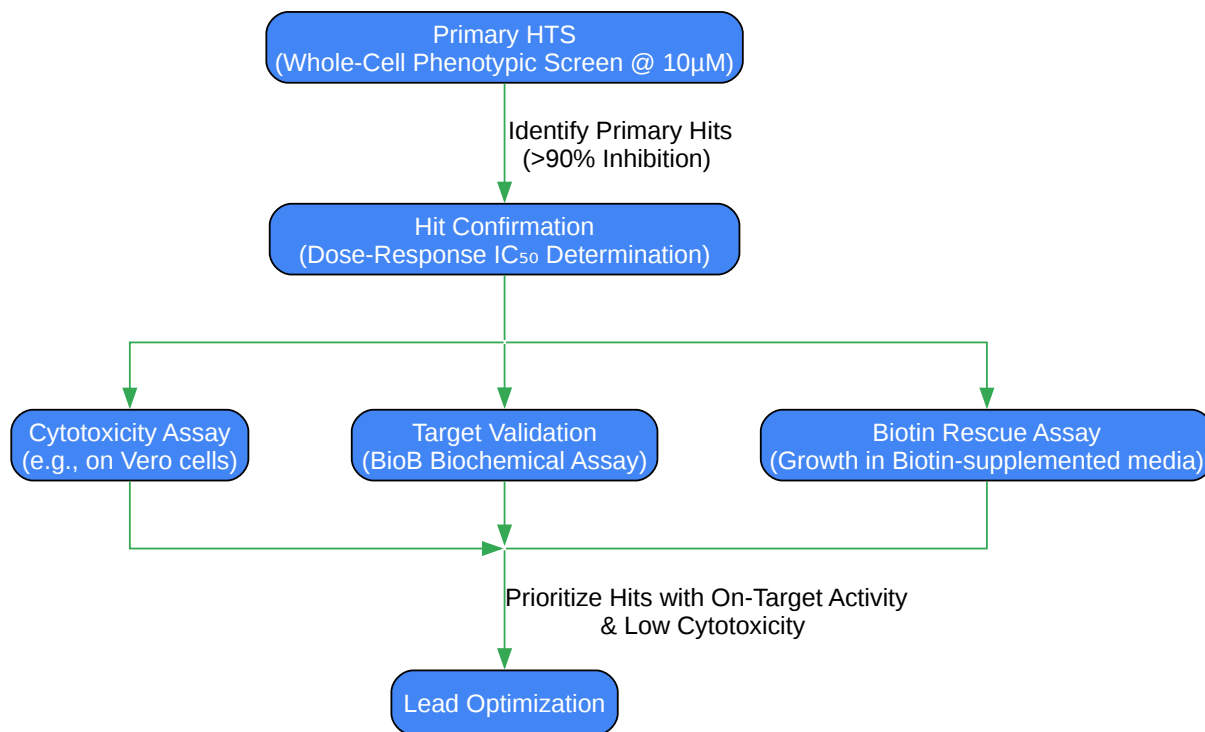 Primary HTS
(Whole-Cell Phenotypic Screen @ 10µM)
Identify Primary Hits
(>90% Inhibition)
Hit Confirmation
(Dose-Response IC₅₀ Determination)
Cytotoxicity Assay
(e.g., on Vero cells)
Target Validation
(BioB Biochemical Assay)
Biotin Rescue Assay
(Growth in Biotin-supplemented media)
Prioritize Hits with On-Target Activity
& Low Cytotoxicity
Lead Optimization